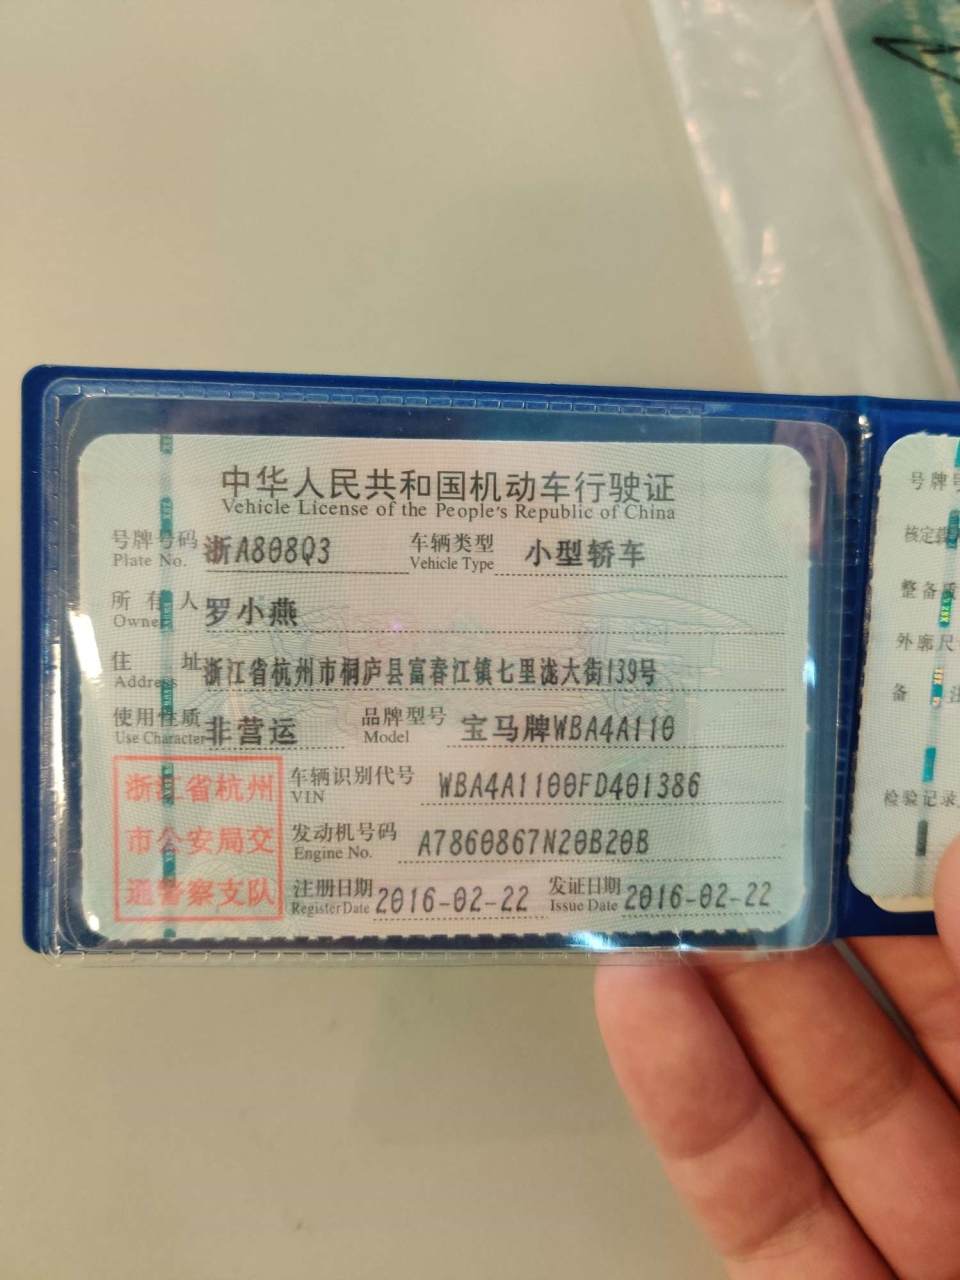 中华人民共和国机动车行驶证
Vehicle License of the People's Republic of China
号牌号码 浙A808Q3 车辆类型 小型轿车
Plate No. Vehicle Type
所有人 罗小燕
Owner
住址 浙江省杭州市桐庐县富春江镇七里泷大街139号
Address
使用性质 非营运 品牌型号 宝马牌WBA4A110
Use Character Model
浙江省杭州
市公安局交
通警察支队
车辆识别代号 WBA4A1100FD401386
VIN
发动机号码 A7860867N20B20B
Engine No.
注册日期 2016-02-22 发证日期 2016-02-22
Register Date Issue Date
号牌号
核定载
整备质
外廓尺
备 注
检验记录